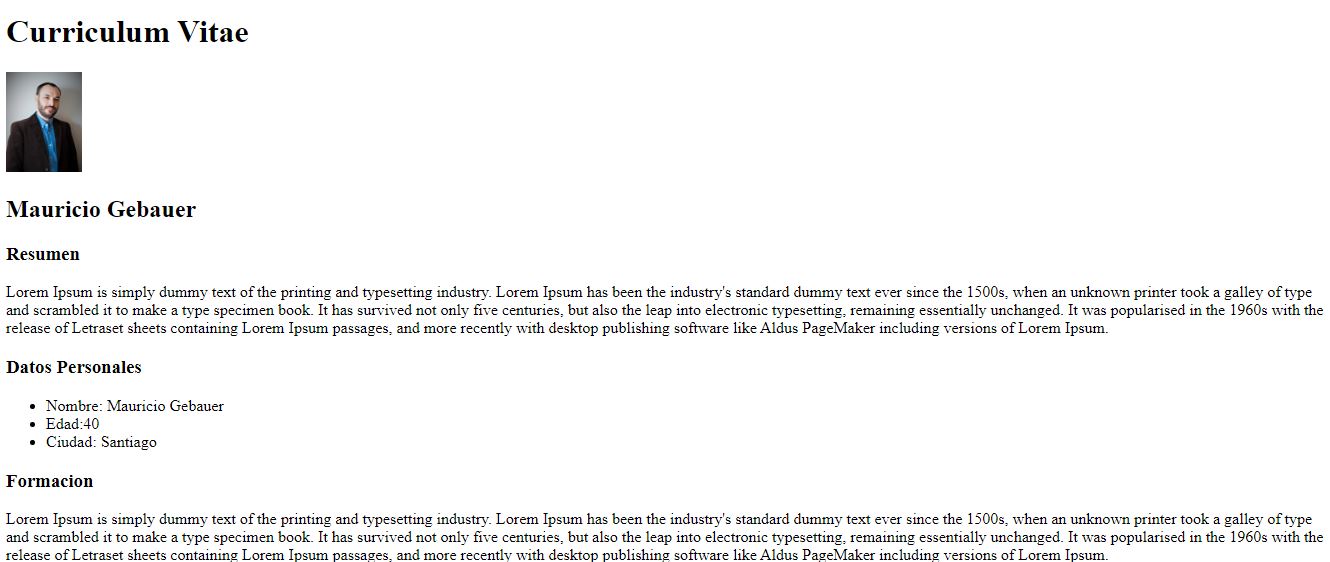 Curriculum Vitae
Mauricio Gebauer
Resumen
Lorem Ipsum is simply dummy text of the printing and typesetting industry. Lorem Ipsum has been the industry's standard dummy text ever since the 1500s, when an unknown printer took a galley of type
and scrambled it to make a type specimen book. It has survived not only five centuries, but also the leap into electronic typesetting, remaining essentially unchanged. It was popularised in the 1960s with the
release of Letraset sheets containing Lorem Ipsum passages, and more recently with desktop publishing software like Aldus PageMaker including versions of Lorem Ipsum.
Datos Personales
• Nombre: Mauricio Gebauer
• Edad:40
• Ciudad: Santiago
Formacion
Lorem Ipsum is simply dummy text of the printing and typesetting industry. Lorem Ipsum has been the industry's standard dummy text ever since the 1500s, when an unknown printer took a galley of type
and scrambled it to make a type specimen book. It has survived not only five centuries, but also the leap into electronic typesetting, remaining essentially unchanged. It was popularised in the 1960s with the
release of Letraset sheets containing Lorem Ipsum passages, and more recently with desktop publishing software like Aldus PageMaker including versions of Lorem Ipsum.